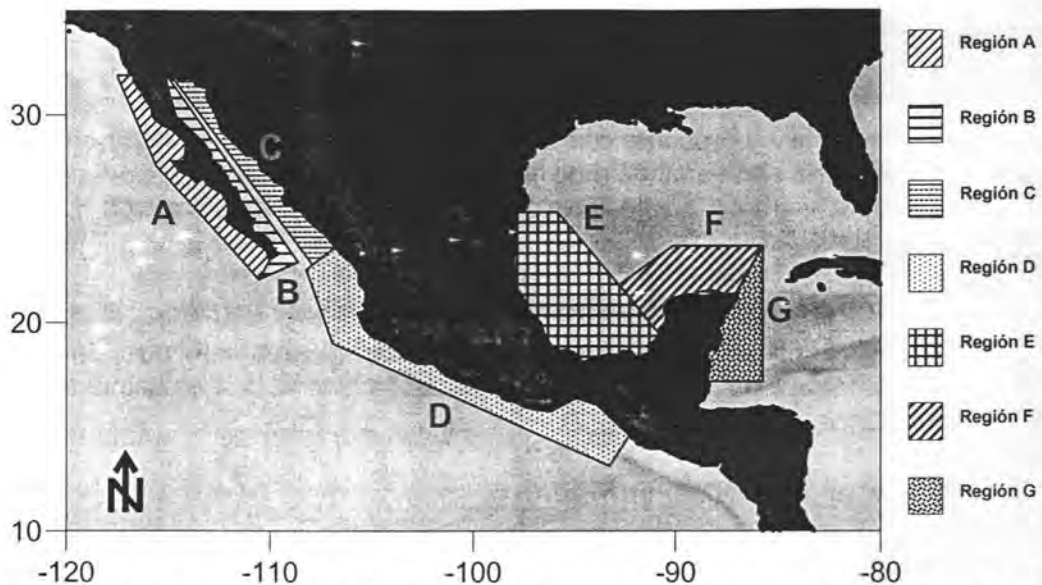 30
20
10
-120
-110
-100
-90
-80
A
B
C
D
E
F
G
N
Región A
Región B
Región C
Región D
Región E
Región F
Región G